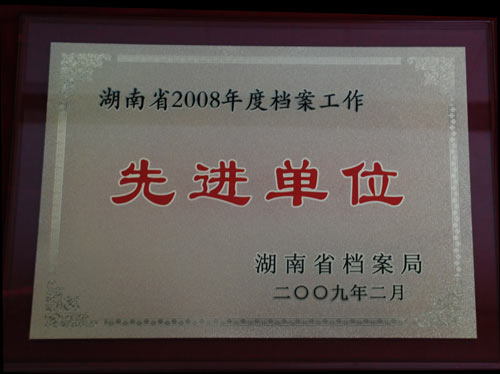 湖南省2008年度档案工作
先进单位
湖南省档案局
二〇〇九年二月